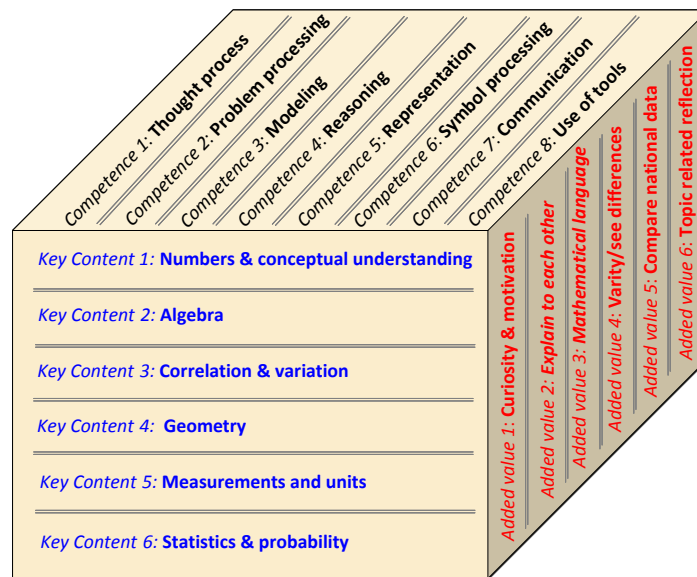 Competence 1: Thought process
Competence 2: Problem processing
Competence 3: Modeling
Competence 4: Reasoning
Competence 5: Representation
Competence 6: Symbol processing
Competence 7: Communication
Competence 8: Use of tools
Key Content 1: Numbers & conceptual understanding
Key Content 2: Algebra
Key Content 3: Correlation & variation
Key Content 4: Geometry
Key Content 5: Measurements and units
Key Content 6: Statistics & probability
Added value 1: Curiosity & motivation
Added value 2: Explain to each other
Added value 3: Mathematical language
Added value 4: Varity/see differences
Added value 5: Compare national data
Added value 6: Topic related reflection